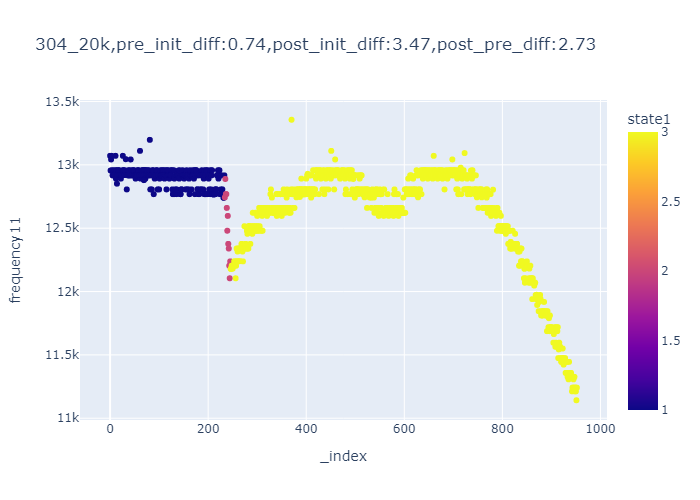 304_20k,pre_init_diff:0.74,post_init_diff:3.47,post_pre_diff:2.73
state1
13.5k
13k
12.5k
12k
11.5k
11k
frequency11
0
200
400
600
800
1000
_index
3
2.5
2
1.5
1